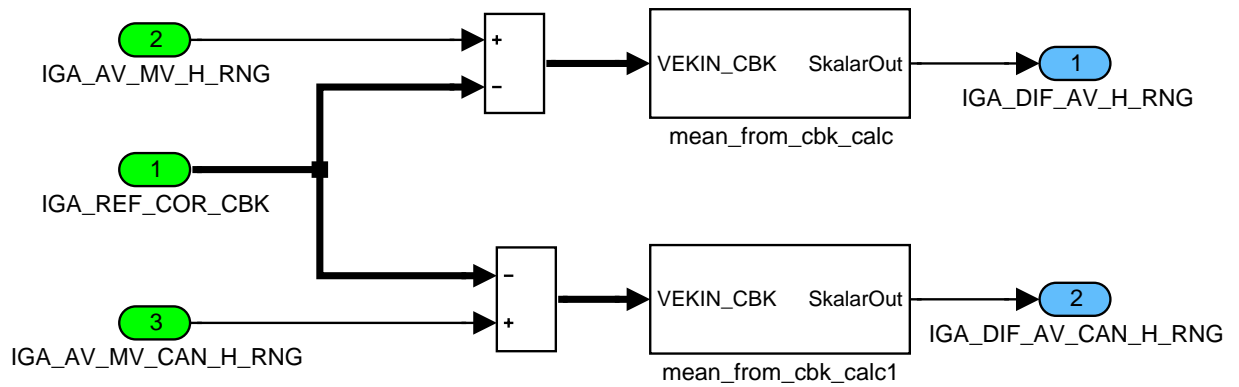 2
IGA_AV_MV_H_RNG
+
−
VEKIN_CBK SkalarOut
mean_from_cbk_calc
1
IGA_DIF_AV_H_RNG
1
IGA_REF_COR_CBK
3
IGA_AV_MV_CAN_H_RNG
−
+
VEKIN_CBK SkalarOut
mean_from_cbk_calc1
2
IGA_DIF_AV_CAN_H_RNG